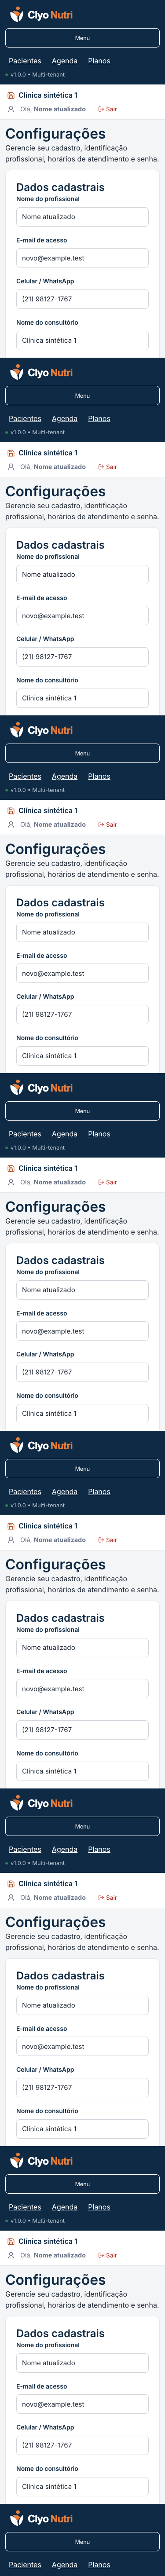 Clyo Nutri
Menu
Pacientes Agenda Planos
v1.0.0 • Multi-tenant
Clínica sintética 1
Olá, Nome atualizado Sair
Configurações
Gerencie seu cadastro, identificação
profissional, horários de atendimento e senha.
Dados cadastrais
Nome do profissional
Nome atualizado
E-mail de acesso
novo@example.test
Celular / WhatsApp
(21) 98127-1767
Nome do consultório
Clínica sintética 1
Clyo Nutri
Menu
Pacientes Agenda Planos
v1.0.0 • Multi-tenant
Clínica sintética 1
Olá, Nome atualizado Sair
Configurações
Gerencie seu cadastro, identificação
profissional, horários de atendimento e senha.
Dados cadastrais
Nome do profissional
Nome atualizado
E-mail de acesso
novo@example.test
Celular / WhatsApp
(21) 98127-1767
Nome do consultório
Clínica sintética 1
Clyo Nutri
Menu
Pacientes Agenda Planos
v1.0.0 • Multi-tenant
Clínica sintética 1
Olá, Nome atualizado Sair
Configurações
Gerencie seu cadastro, identificação
profissional, horários de atendimento e senha.
Dados cadastrais
Nome do profissional
Nome atualizado
E-mail de acesso
novo@example.test
Celular / WhatsApp
(21) 98127-1767
Nome do consultório
Clínica sintética 1
Clyo Nutri
Menu
Pacientes Agenda Planos
v1.0.0 • Multi-tenant
Clínica sintética 1
Olá, Nome atualizado Sair
Configurações
Gerencie seu cadastro, identificação
profissional, horários de atendimento e senha.
Dados cadastrais
Nome do profissional
Nome atualizado
E-mail de acesso
novo@example.test
Celular / WhatsApp
(21) 98127-1767
Nome do consultório
Clínica sintética 1
Clyo Nutri
Menu
Pacientes Agenda Planos
v1.0.0 • Multi-tenant
Clínica sintética 1
Olá, Nome atualizado Sair
Configurações
Gerencie seu cadastro, identificação
profissional, horários de atendimento e senha.
Dados cadastrais
Nome do profissional
Nome atualizado
E-mail de acesso
novo@example.test
Celular / WhatsApp
(21) 98127-1767
Nome do consultório
Clínica sintética 1
Clyo Nutri
Menu
Pacientes Agenda Planos
v1.0.0 • Multi-tenant
Clínica sintética 1
Olá, Nome atualizado Sair
Configurações
Gerencie seu cadastro, identificação
profissional, horários de atendimento e senha.
Dados cadastrais
Nome do profissional
Nome atualizado
E-mail de acesso
novo@example.test
Celular / WhatsApp
(21) 98127-1767
Nome do consultório
Clínica sintética 1
Clyo Nutri
Menu
Pacientes Agenda Planos
v1.0.0 • Multi-tenant
Clínica sintética 1
Olá, Nome atualizado Sair
Configurações
Gerencie seu cadastro, identificação
profissional, horários de atendimento e senha.
Dados cadastrais
Nome do profissional
Nome atualizado
E-mail de acesso
novo@example.test
Celular / WhatsApp
(21) 98127-1767
Nome do consultório
Clínica sintética 1
Clyo Nutri
Menu
Pacientes Agenda Planos